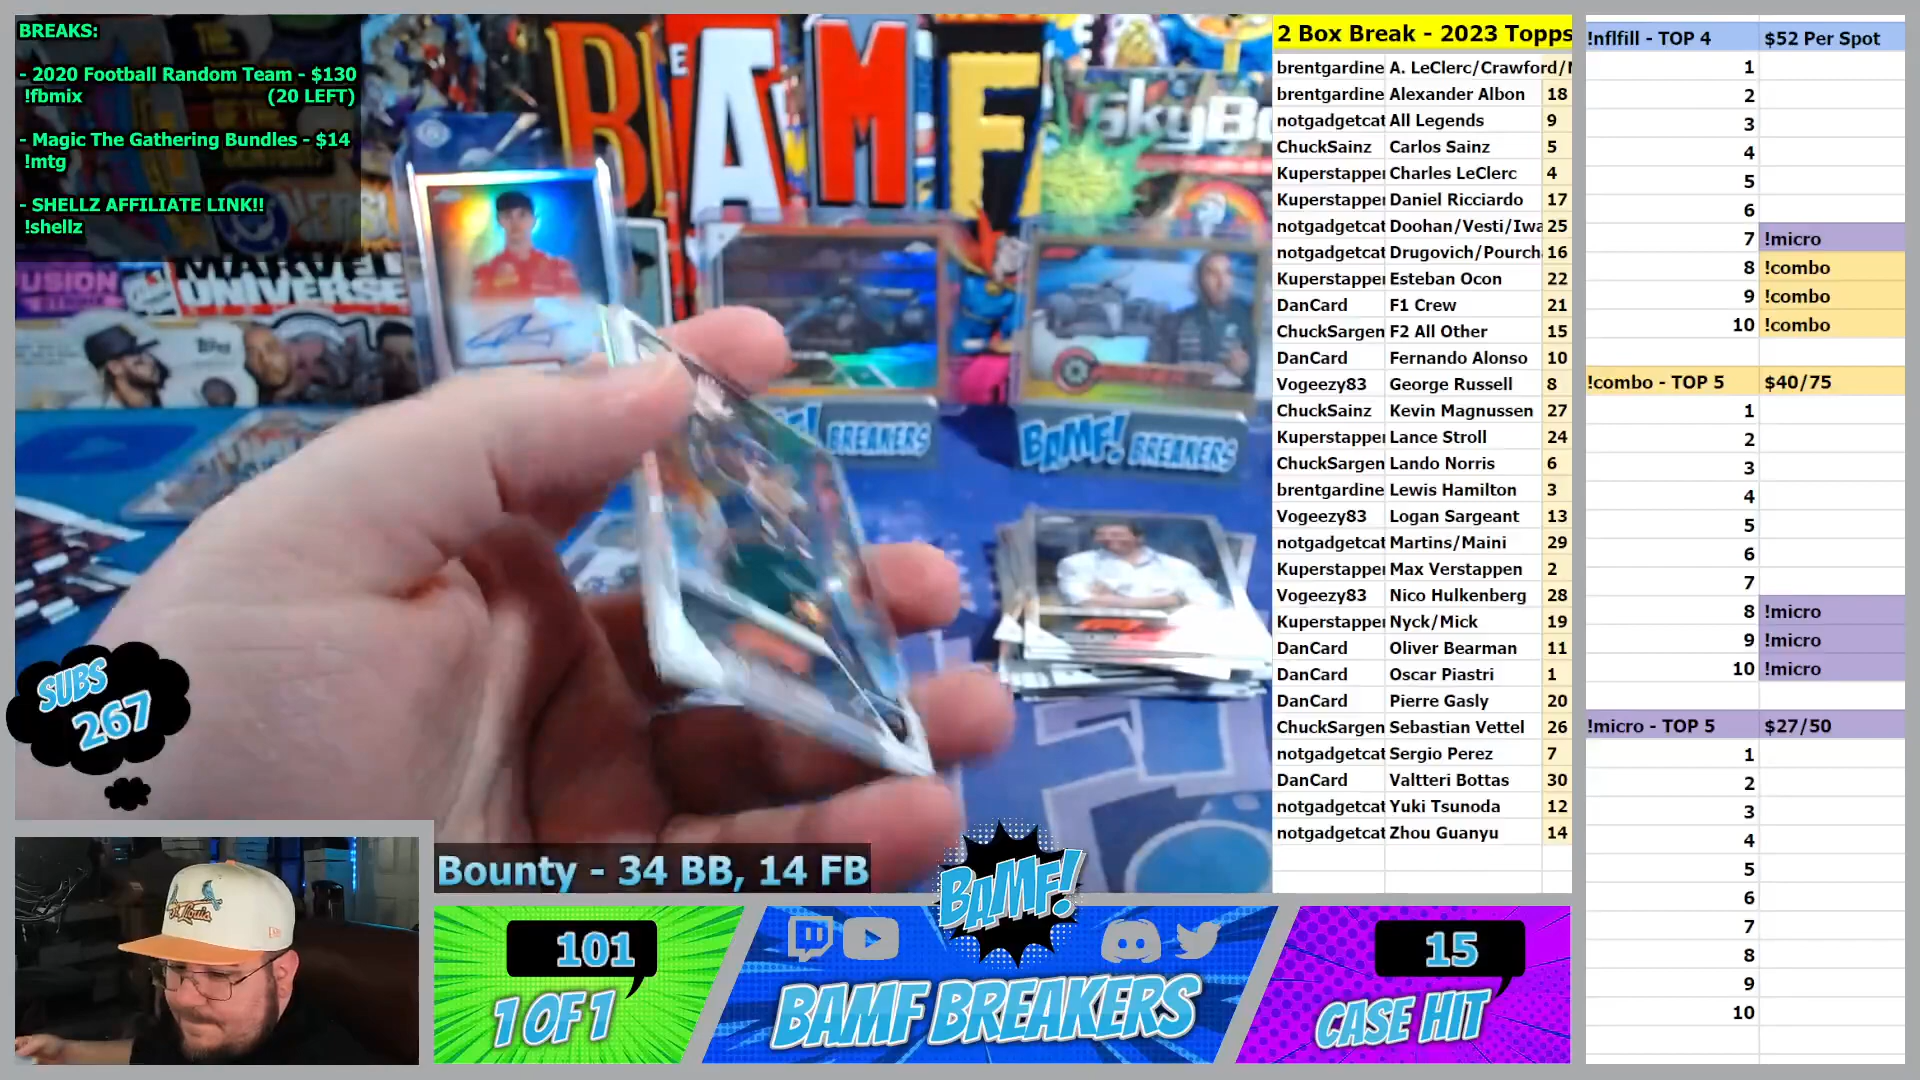 BREAKS:
- 2020 Football Random Team - $130
!fbmix (20 LEFT)
- Magic The Gathering Bundles - $14
!mtg
- SHELLZ AFFILIATE LINK!!
!shellz
BAMF
SkyB
FUSION
MARVEL
UNIVERSE
BREAKERS
BAMF! BREAKERS
SUBS
267
St. Louis
Bounty - 34 BB, 14 FB
BAMF!
101
1 OF 1
BAMF BREAKERS
15
CASE HIT
2 Box Break - 2023 Topps
brentgardine A. LeClerc/Crawford/
brentgardine Alexander Albon 18
notgadgetcat All Legends 9
ChuckSainz Carlos Sainz 5
Kuperstapper Charles LeClerc 4
Kuperstapper Daniel Ricciardo 17
notgadgetcat Doohan/Vesti/Iwa 25
notgadgetcat Drugovich/Pourch 16
Kuperstapper Esteban Ocon 22
DanCard F1 Crew 21
ChuckSargen F2 All Other 15
DanCard Fernando Alonso 10
Vogeezy83 George Russell 8
ChuckSainz Kevin Magnussen 27
Kuperstapper Lance Stroll 24
ChuckSargen Lando Norris 6
brentgardine Lewis Hamilton 3
Vogeezy83 Logan Sargeant 13
notgadgetcat Martins/Maini 29
Kuperstapper Max Verstappen 2
Vogeezy83 Nico Hulkenberg 28
Kuperstapper Nyck/Mick 19
DanCard Oliver Bearman 11
DanCard Oscar Piastri 1
DanCard Pierre Gasly 20
ChuckSargen Sebastian Vettel 26
notgadgetcat Sergio Perez 7
DanCard Valtteri Bottas 30
notgadgetcat Yuki Tsunoda 12
notgadgetcat Zhou Guanyu 14
!nflfill - TOP 4 $52 Per Spot
1
2
3
4
5
6
7 !micro
8 !combo
9 !combo
10 !combo
!combo - TOP 5 $40/75
1
2
3
4
5
6
7
8 !micro
9 !micro
10 !micro
!micro - TOP 5 $27/50
1
2
3
4
5
6
7
8
9
10